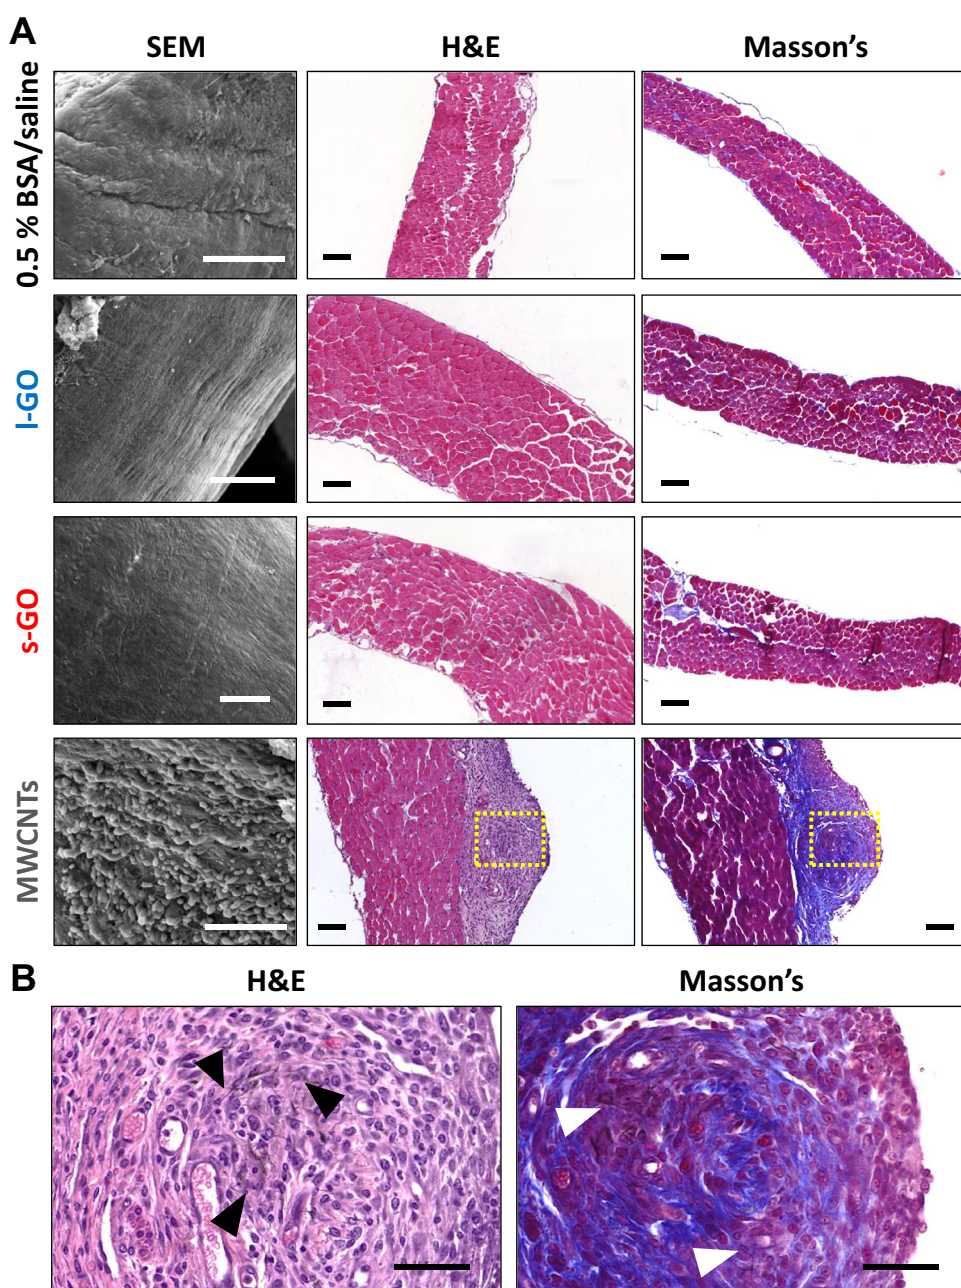 A
SEM
H&E
Masson's
0.5 % BSA/saline
l-GO
s-GO
MWCNTs
B
H&E
Masson's